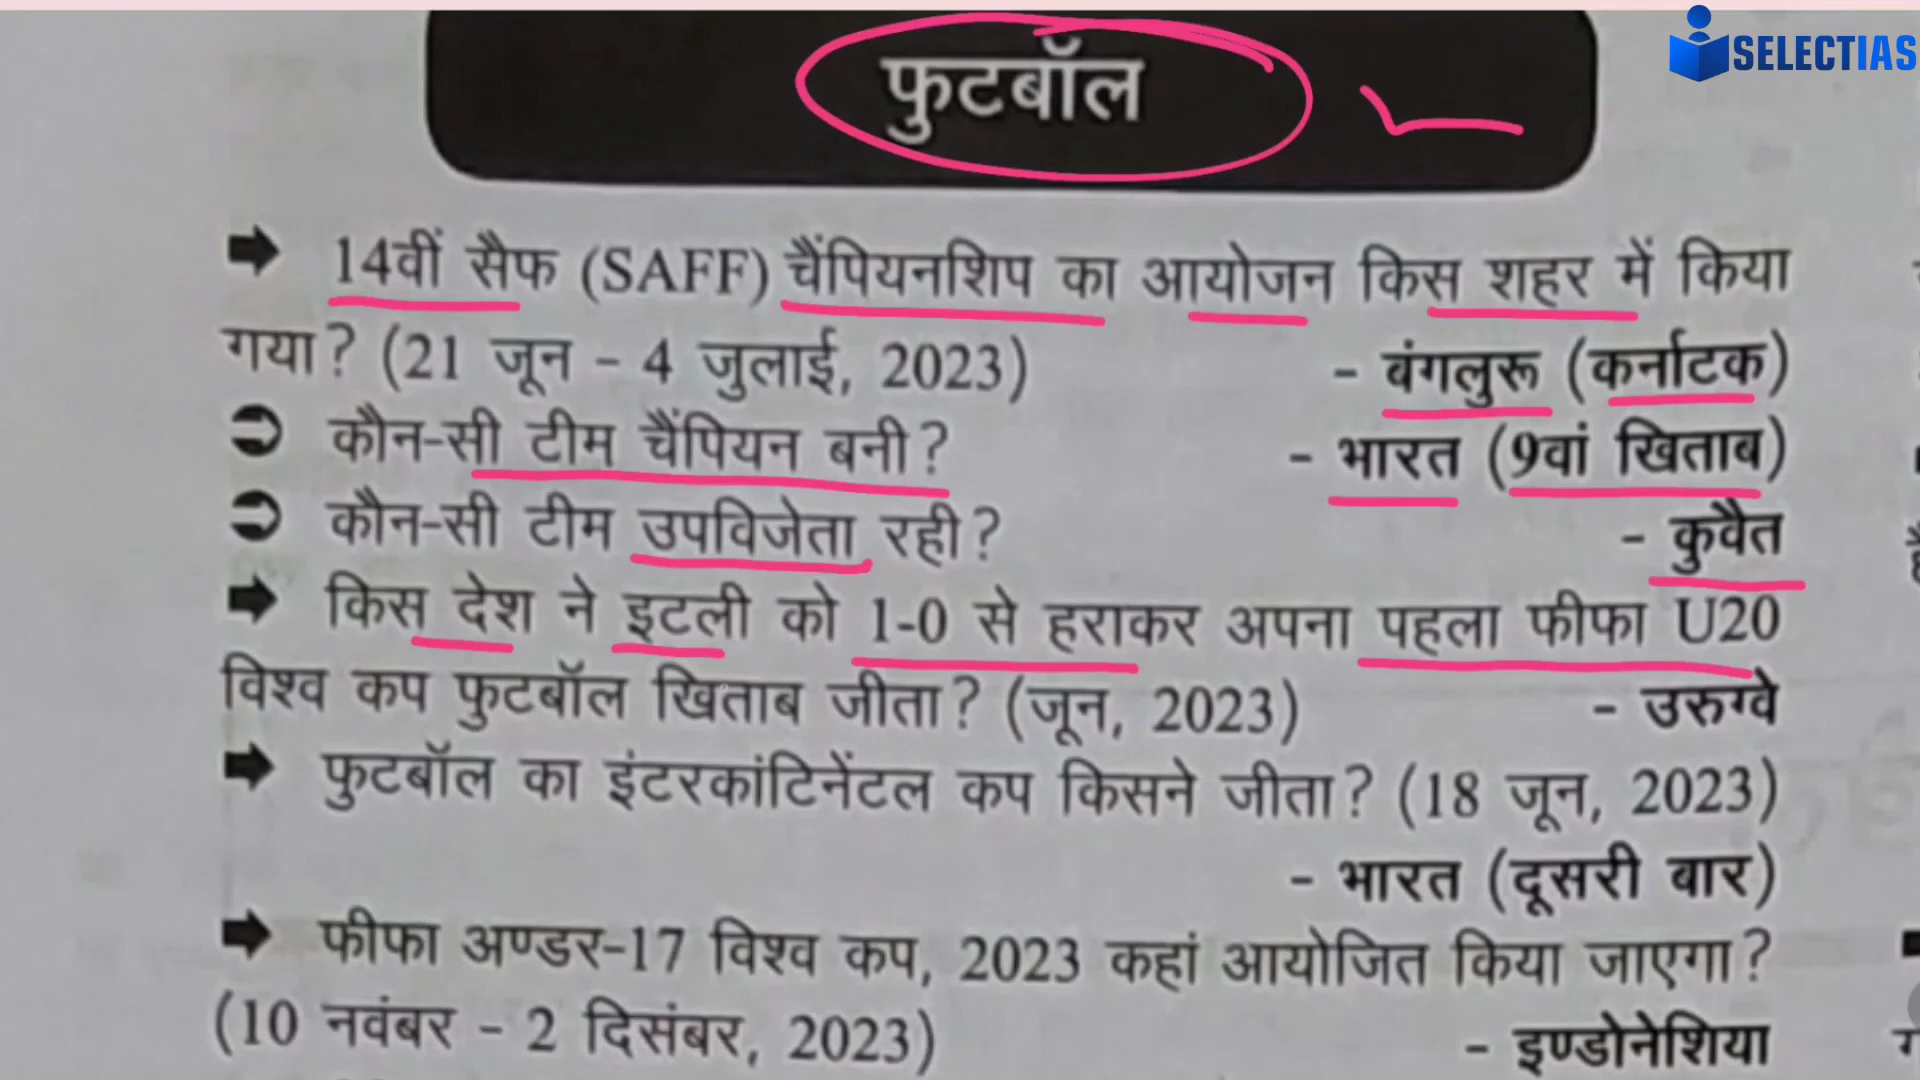 SELECTIAS
फुटबॉल
14वीं सैफ (SAFF) चैंपियनशिप का आयोजन किस शहर में किया
गया? (21 जून - 4 जुलाई, 2023) - बंगलुरू (कर्नाटक)
कौन-सी टीम चैंपियन बनी? - भारत (9वां खिताब)
कौन-सी टीम उपविजेता रही? - कुवैत
किस देश ने इटली को 1-0 से हराकर अपना पहला फीफा U20
विश्व कप फुटबॉल खिताब जीता? (जून, 2023) - उरुग्वे
फुटबॉल का इंटरकांटिनेंटल कप किसने जीता? (18 जून, 2023)
- भारत (दूसरी बार)
फीफा अण्डर-17 विश्व कप, 2023 कहां आयोजित किया जाएगा?
(10 नवंबर - 2 दिसंबर, 2023) - इण्डोनेशिया